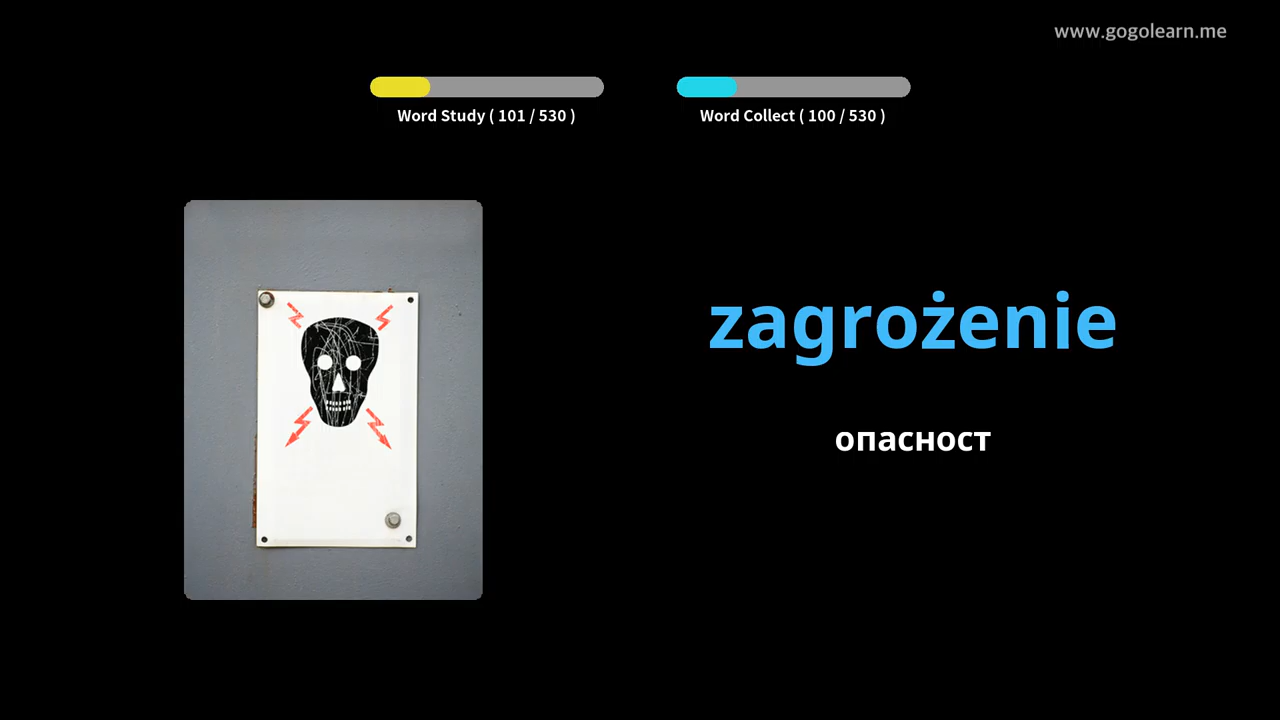 www.gogolearn.me
Word Study ( 101 / 530 )
Word Collect ( 100 / 530 )
zagrożenie
опасност